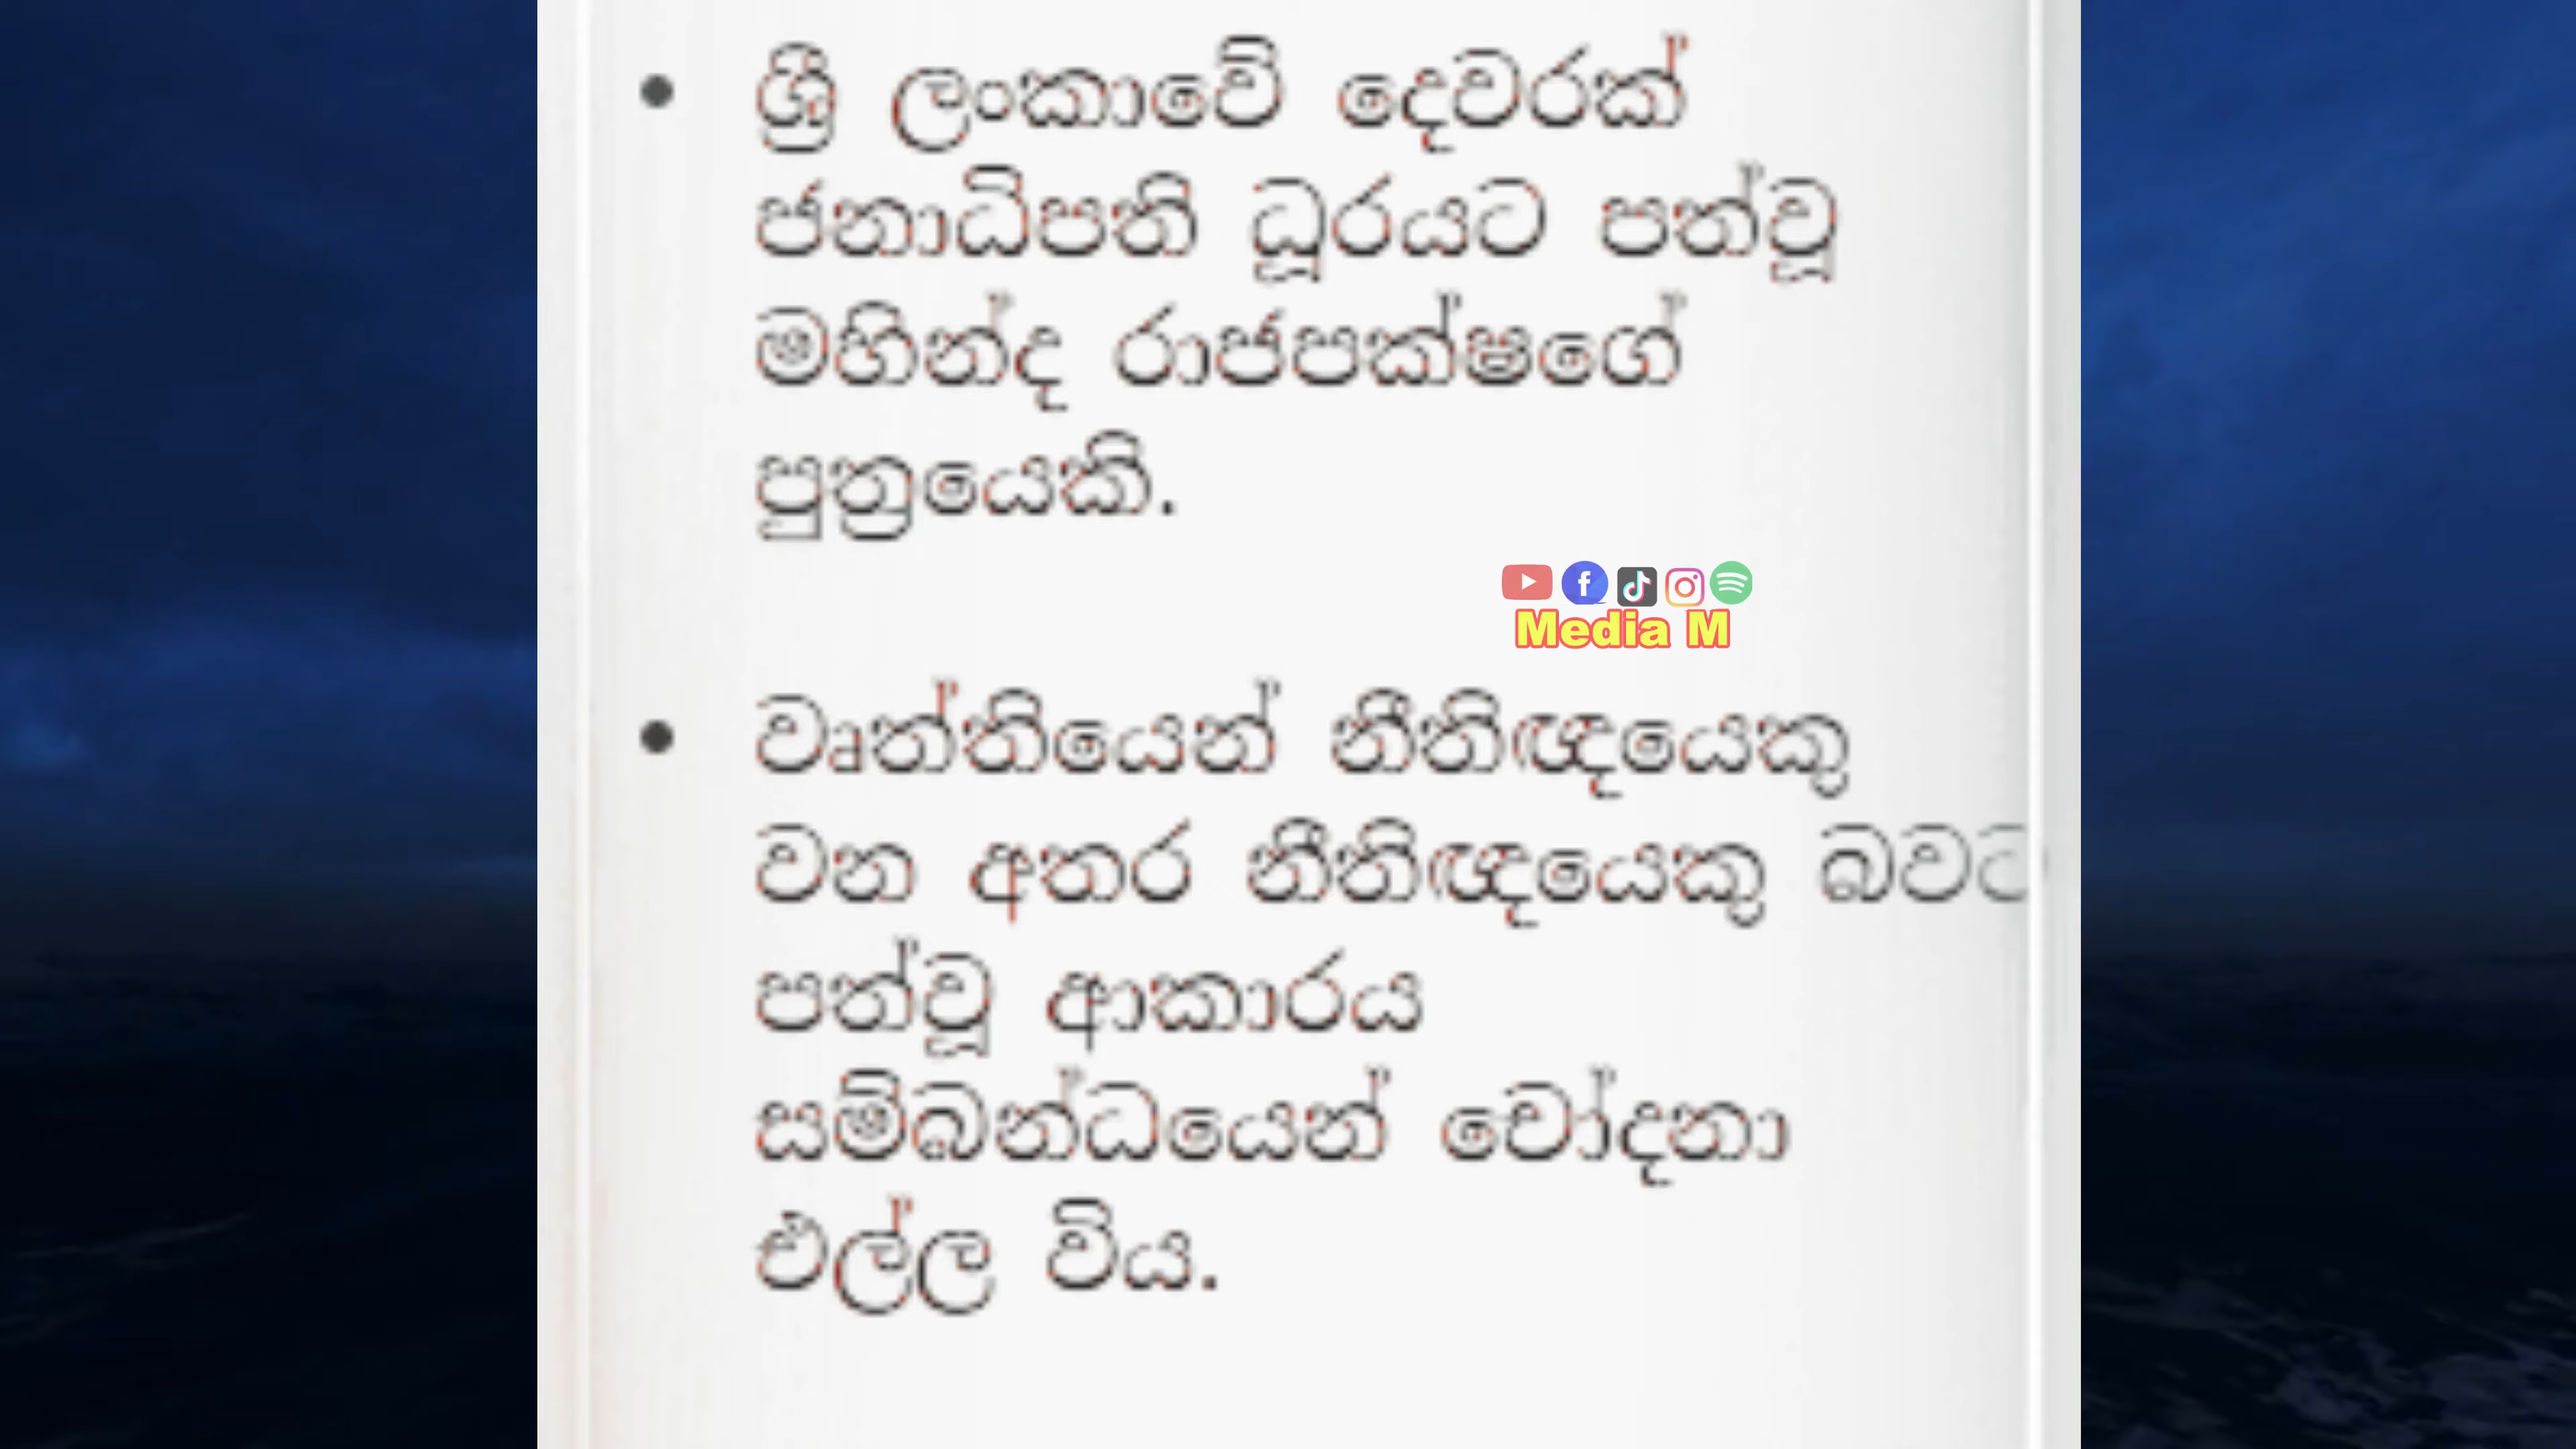 • ශ්‍රී ලංකාවේ දෙවරක්
ජනාධිපති ධූරයට පත්වූ
මහින්ද රාජපක්ෂගේ
පුත්‍රයෙකි.
Media M
• වෘත්තියෙන් නීතිඥයෙකු
වන අතර නීතිඥයෙකු බවට
පත්වූ ආකාරය
සම්බන්ධයෙන් චෝදනා
එල්ල විය.